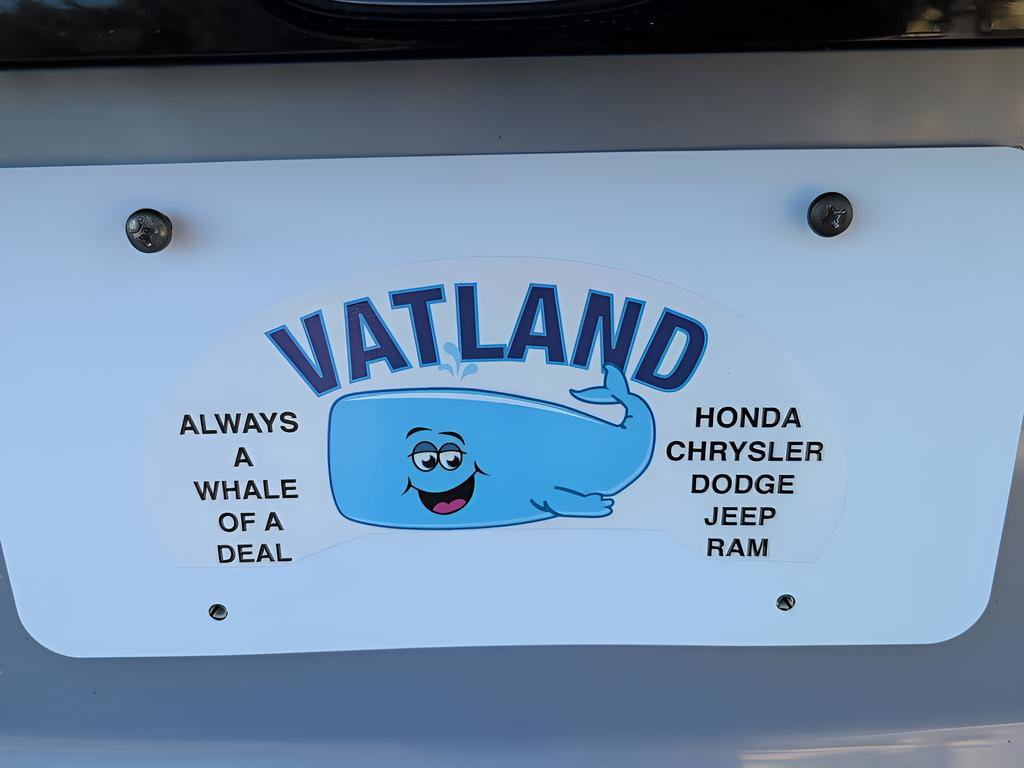 VATLAND
ALWAYS
A
WHALE
OF A
DEAL
HONDA
CHRYSLER
DODGE
JEEP
RAM